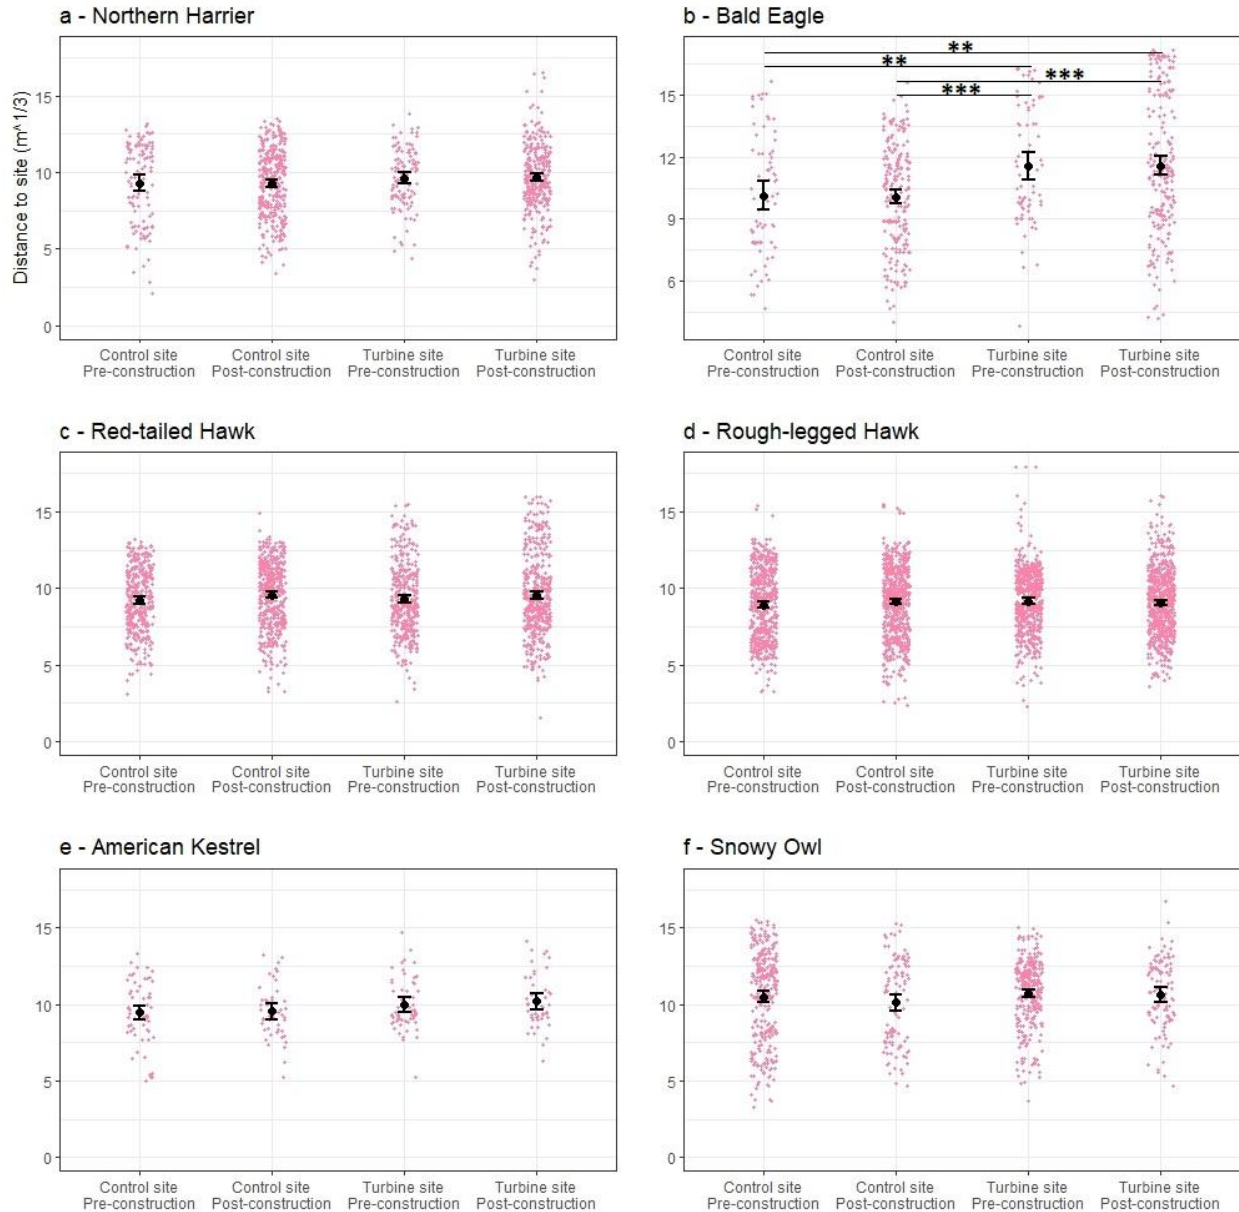 a - Northern Harrier
Distance to site (m^1/3)
15
10
5
0
Control site Control site Turbine site Turbine site
Pre-construction Post-construction Pre-construction Post-construction
b - Bald Eagle
**
**
***
***
15
12
9
6
Control site Control site Turbine site Turbine site
Pre-construction Post-construction Pre-construction Post-construction
c - Red-tailed Hawk
15
10
5
0
Control site Control site Turbine site Turbine site
Pre-construction Post-construction Pre-construction Post-construction
d - Rough-legged Hawk
15
10
5
0
Control site Control site Turbine site Turbine site
Pre-construction Post-construction Pre-construction Post-construction
e - American Kestrel
15
10
5
0
Control site Control site Turbine site Turbine site
Pre-construction Post-construction Pre-construction Post-construction
f - Snowy Owl
15
10
5
0
Control site Control site Turbine site Turbine site
Pre-construction Post-construction Pre-construction Post-construction